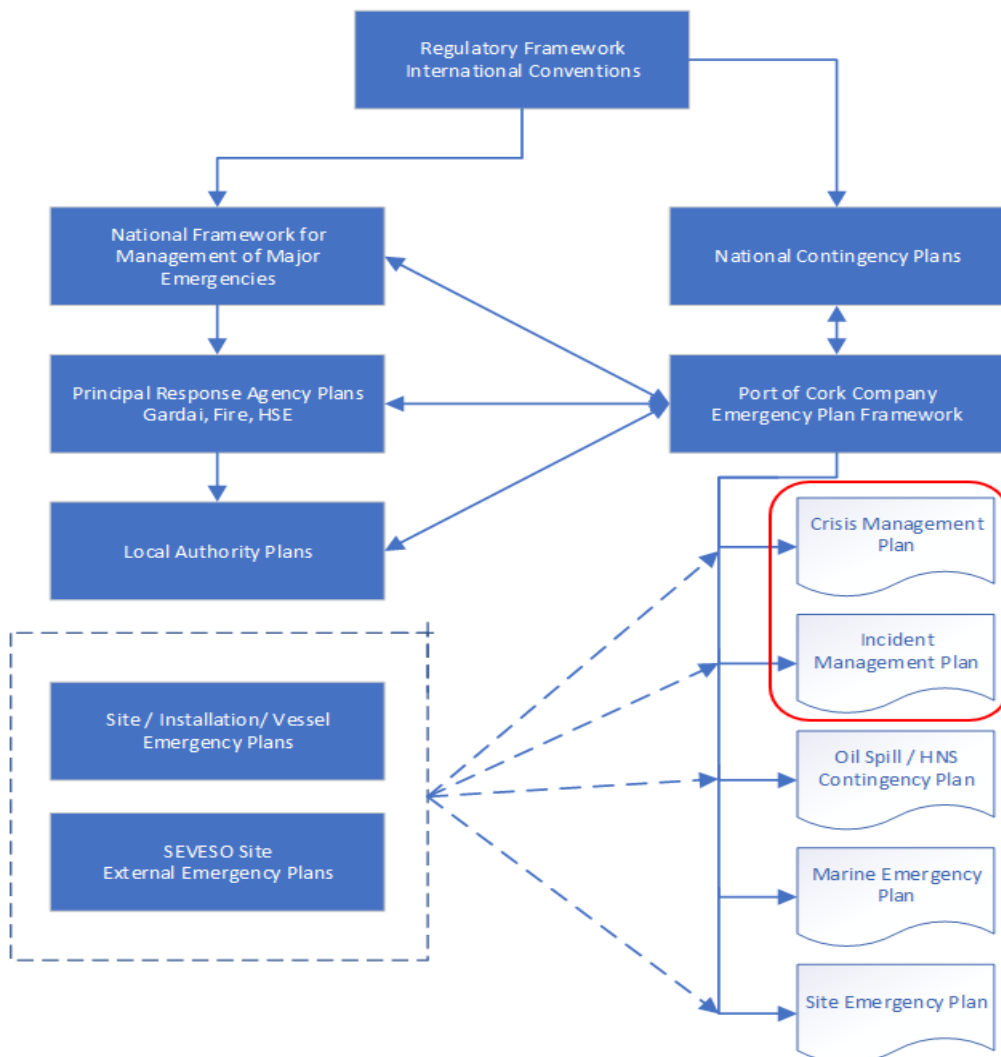 Regulatory Framework
International Conventions
National Framework for
Management of Major
Emergencies
National Contingency Plans
Principal Response Agency Plans
Gardai, Fire, HSE
Port of Cork Company
Emergency Plan Framework
Local Authority Plans
Crisis Management
Plan
Incident
Management Plan
Site / Installation/ Vessel
Emergency Plans
Oil Spill / HNS
Contingency Plan
SEVESO Site
External Emergency Plans
Marine Emergency
Plan
Site Emergency Plan